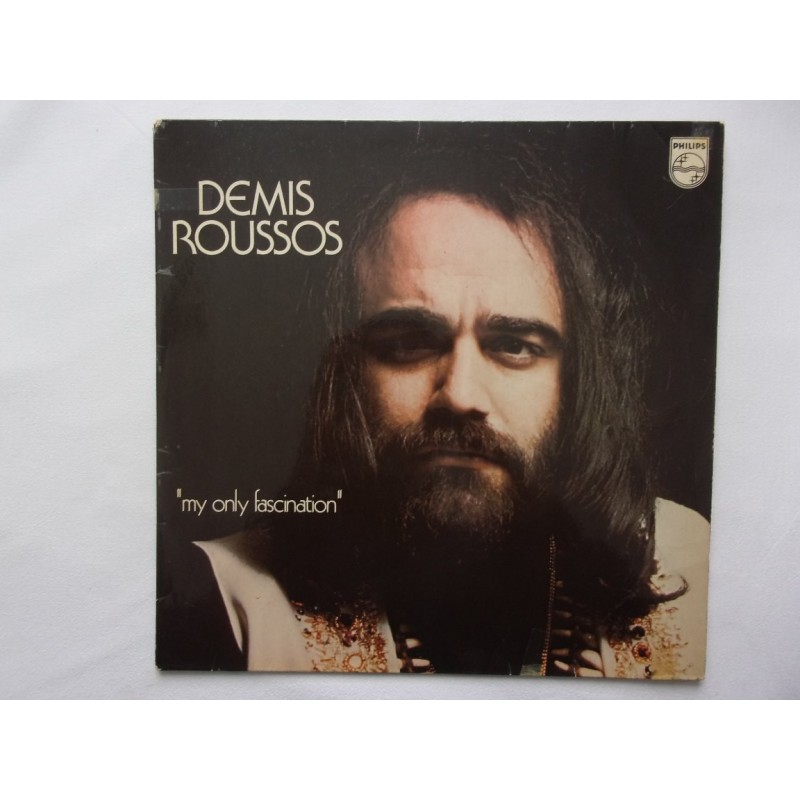 PHILIPS
DEMIS
ROUSSOS
"my only fascination"